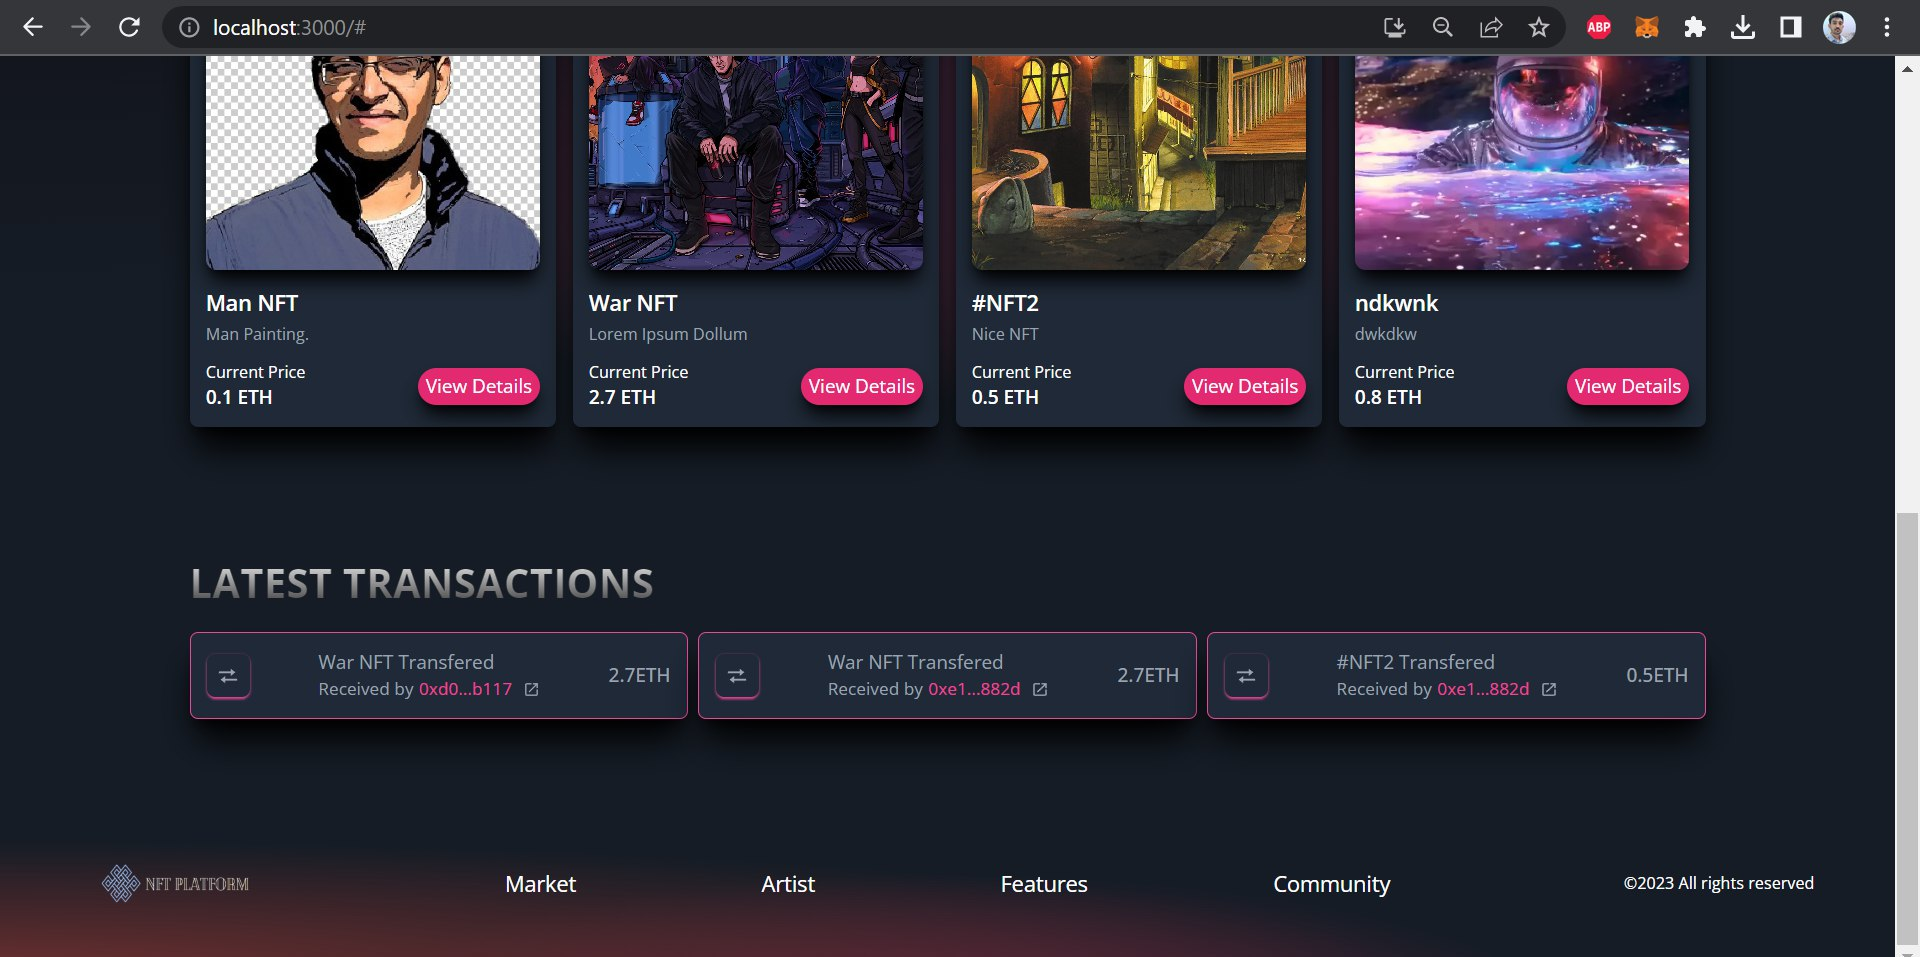 localhost:3000/#
ABP
Man NFT
Man Painting.
Current Price
0.1 ETH
View Details
War NFT
Lorem Ipsum Dollum
Current Price
2.7 ETH
View Details
#NFT2
Nice NFT
Current Price
0.5 ETH
View Details
ndkwnk
dwkdkw
Current Price
0.8 ETH
View Details
LATEST TRANSACTIONS
War NFT Transfered
Received by 0xd0...b117
2.7ETH
War NFT Transfered
Received by 0xe1...882d
2.7ETH
#NFT2 Transfered
Received by 0xe1...882d
0.5ETH
NFT PLATFORM
Market
Artist
Features
Community
©2023 All rights reserved